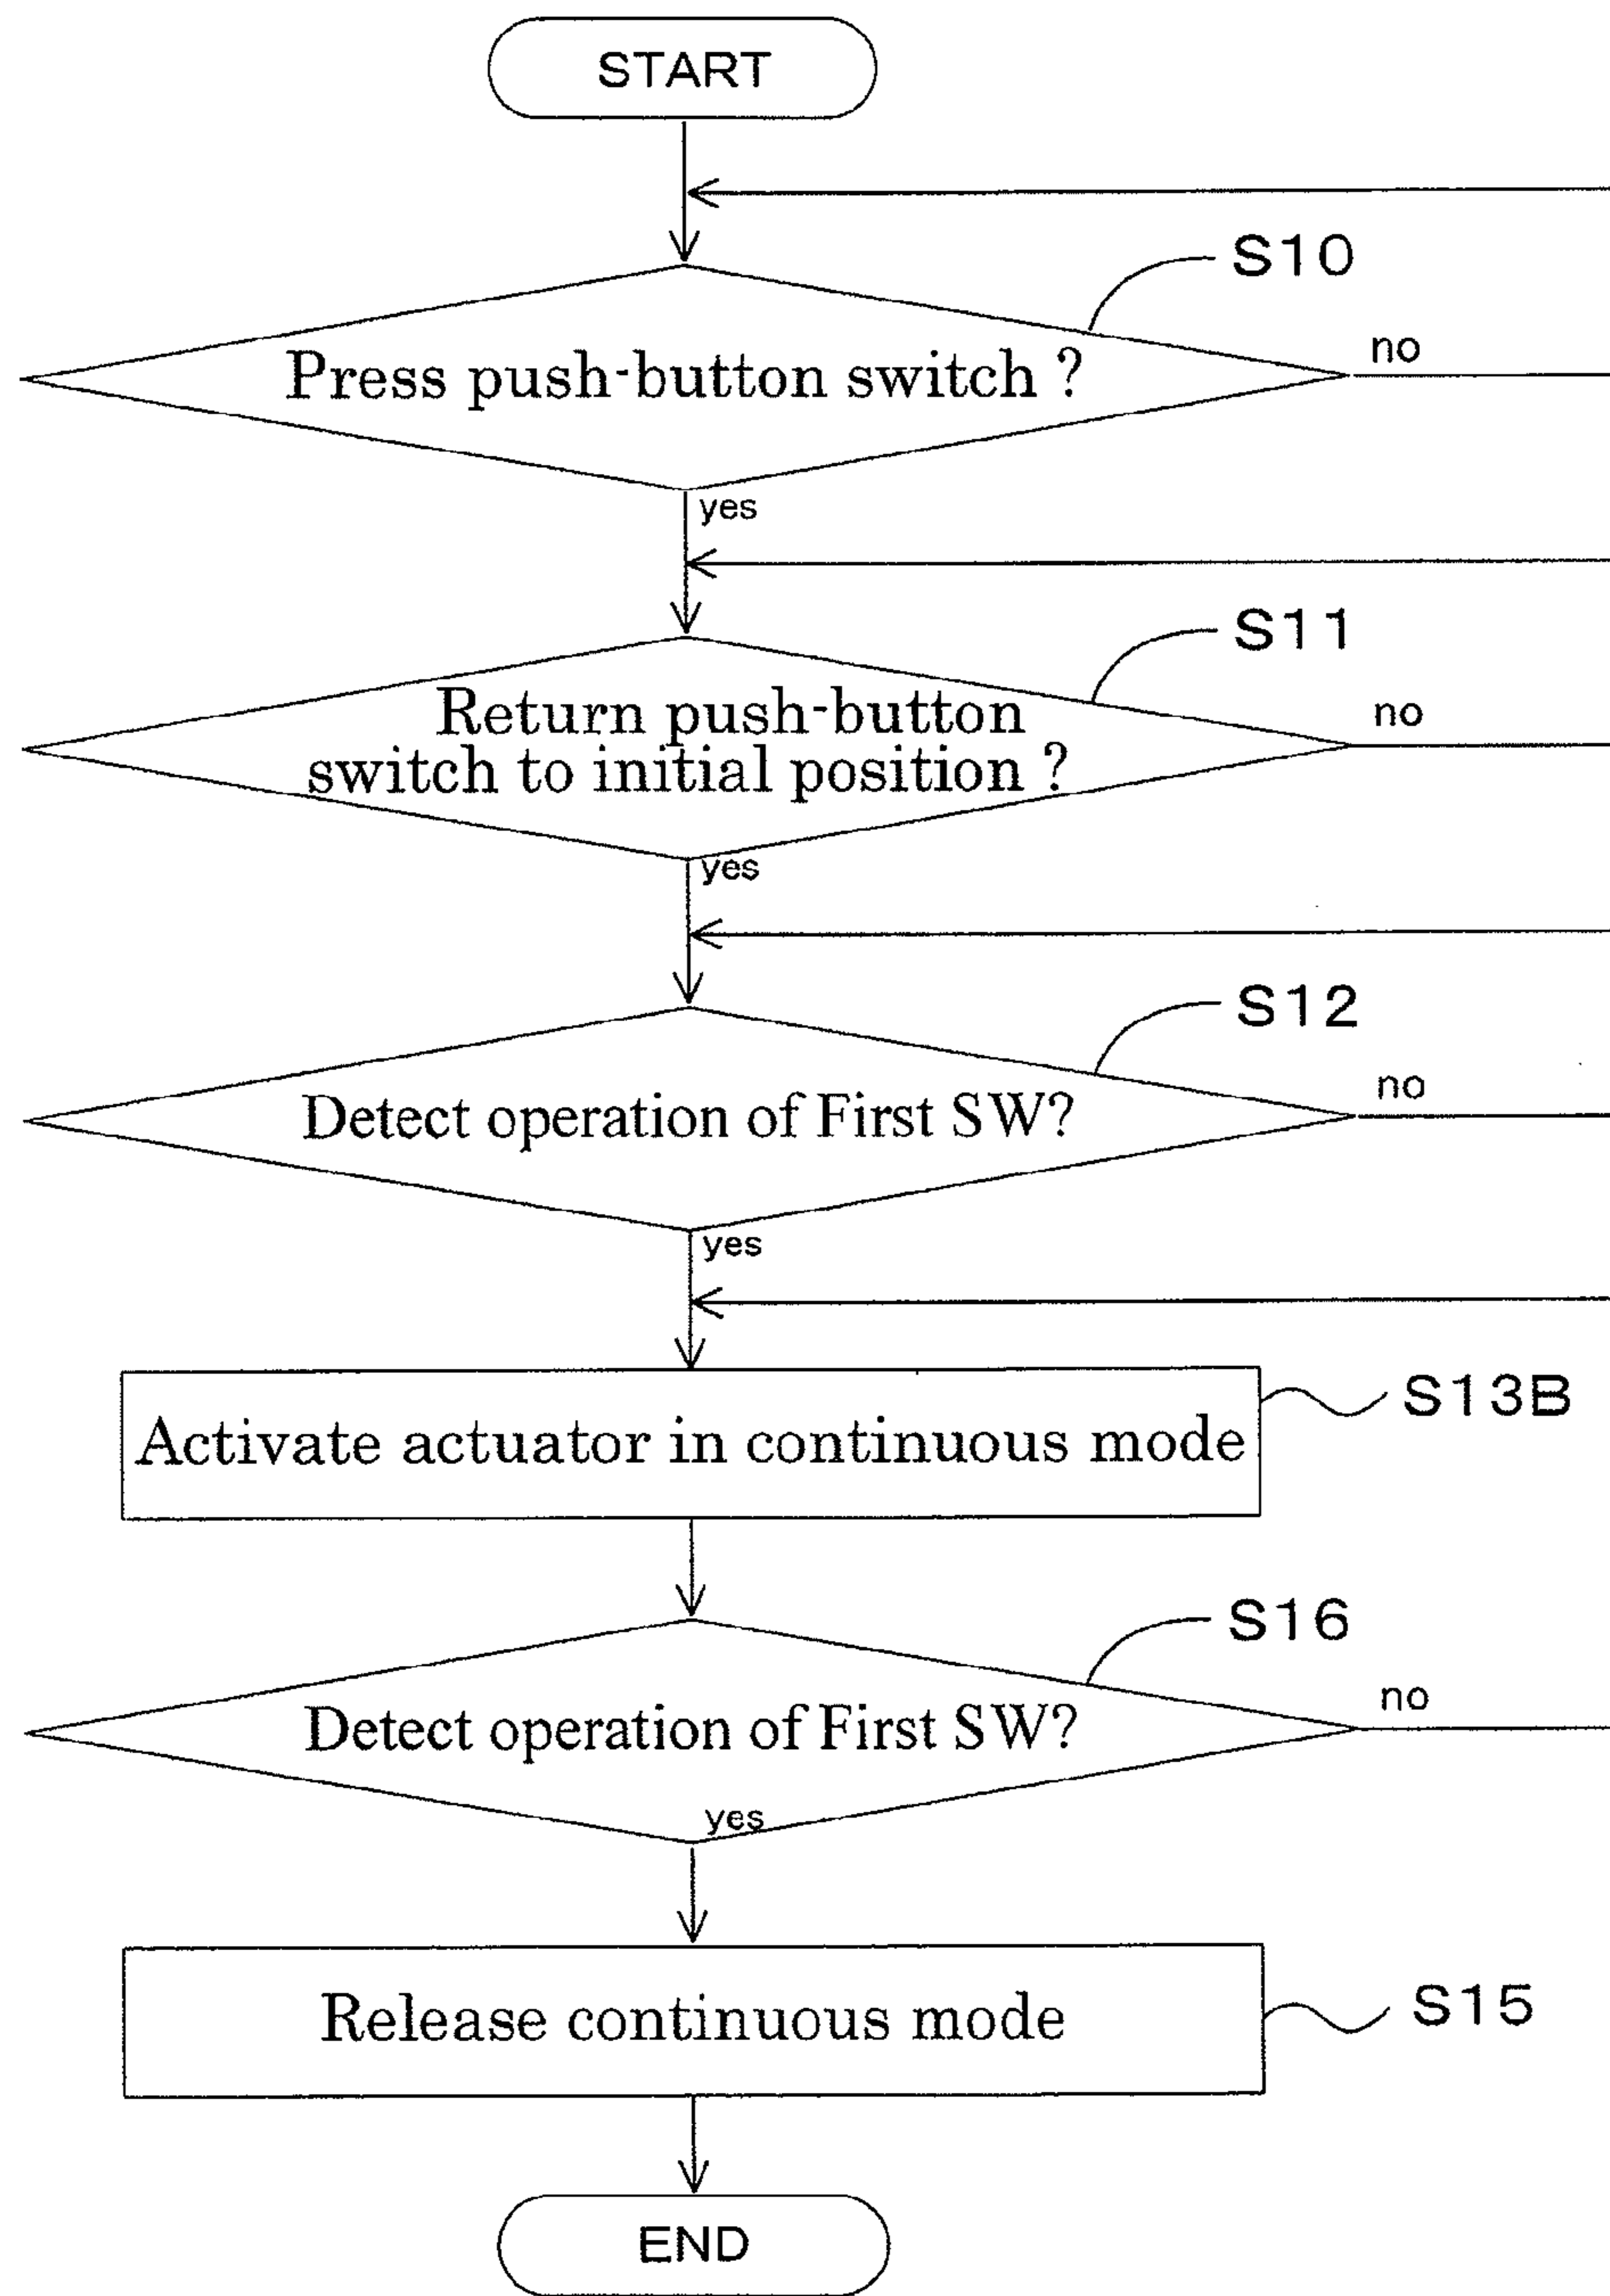 START
S10
Press push-button switch ?
no
yes
S11
Return push-button
switch to initial position ?
no
yes
S12
Detect operation of First SW?
no
yes
S13B
Activate actuator in continuous mode
S16
Detect operation of First SW?
no
yes
Release continuous mode
S15
END